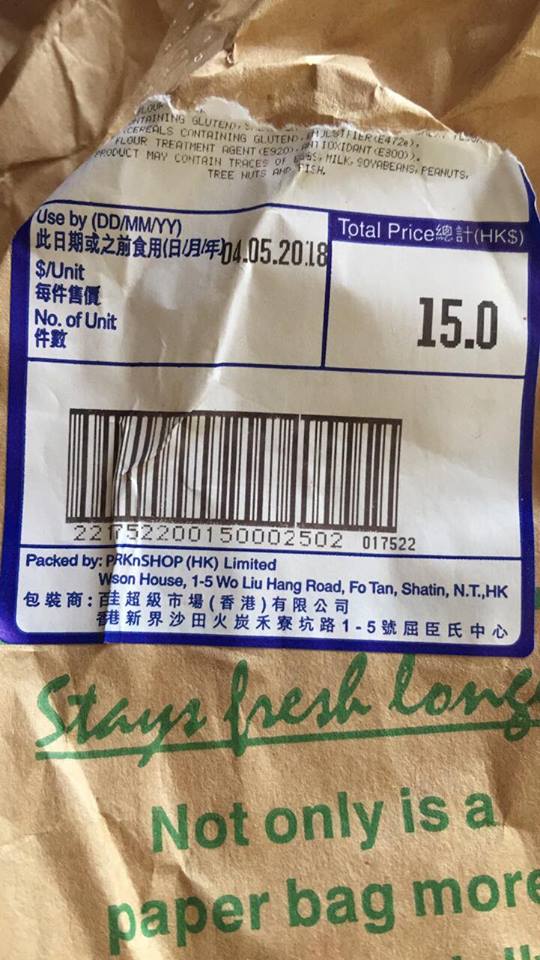 FLOUR
CONTAINING GLUTEN),
(CEREALS CONTAINING GLUTEN), EMULSIFIER(E472e),
FLOUR TREATMENT AGENT(E920), ANTIOXIDANT(E300)).
PRODUCT MAY CONTAIN TRACES OF EGGS, MILK, SOYABEANS, PEANUTS,
TREE NUTS AND FISH.
Use by (DD/MM/YY)
此日期或之前食用(日/月/年)04.05.2018
$/Unit
每件售價
No. of Unit
件數
Total Price總計(HK$)
15.0
017522
Packed by: PRKnSHOP (HK) Limited
Wson House, 1-5 Wo Liu Hang Road, Fo Tan, Shatin, N.T.,HK
包裝商:百佳超級市場(香港)有限公司
香港新界沙田火炭禾寮坑路1-5號屈臣氏中心
Stays fresh long
Not only is a
paper bag more